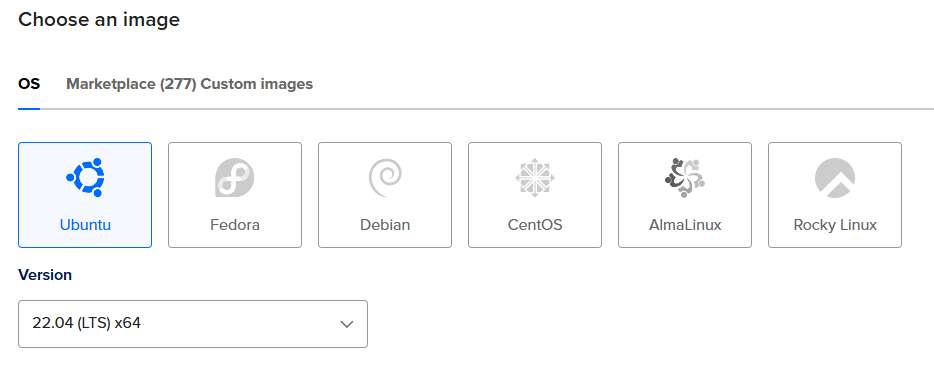 Choose an image
OS Marketplace (277) Custom images
Ubuntu Fedora Debian CentOS AlmaLinux Rocky Linux
Version
22.04 (LTS) x64